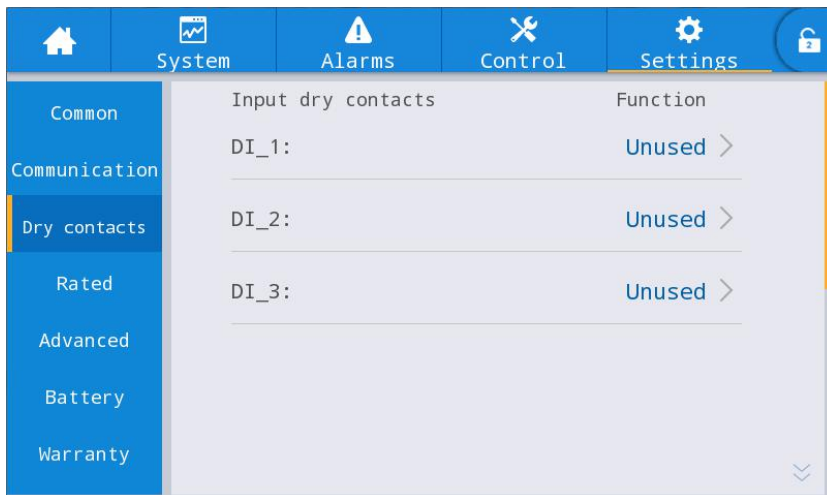 System Alarms Control Settings 2
Common
Communication
Dry contacts
Rated
Advanced
Battery
Warranty
Input dry contacts Function
DI_1: Unused
DI_2: Unused
DI_3: Unused